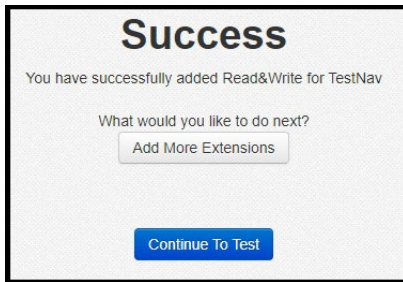 Success
You have successfully added Read&Write for TestNav
What would you like to do next?
Add More Extensions
Continue To Test